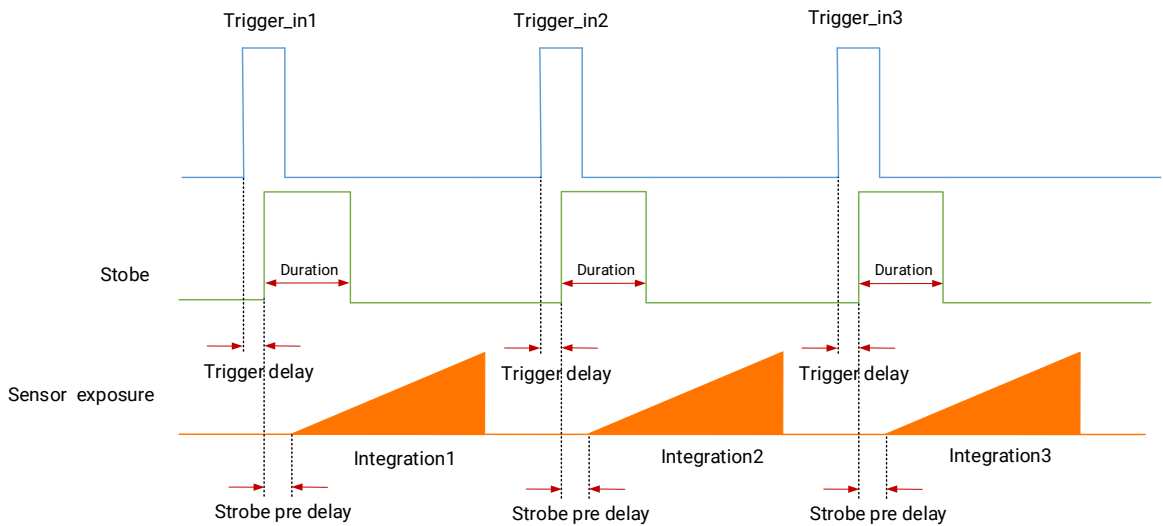 Trigger_in1
Trigger_in2
Trigger_in3
Stobe
Duration
Duration
Duration
Trigger delay
Trigger delay
Trigger delay
Sensor exposure
Integration1
Integration2
Integration3
Strobe pre delay
Strobe pre delay
Strobe pre delay